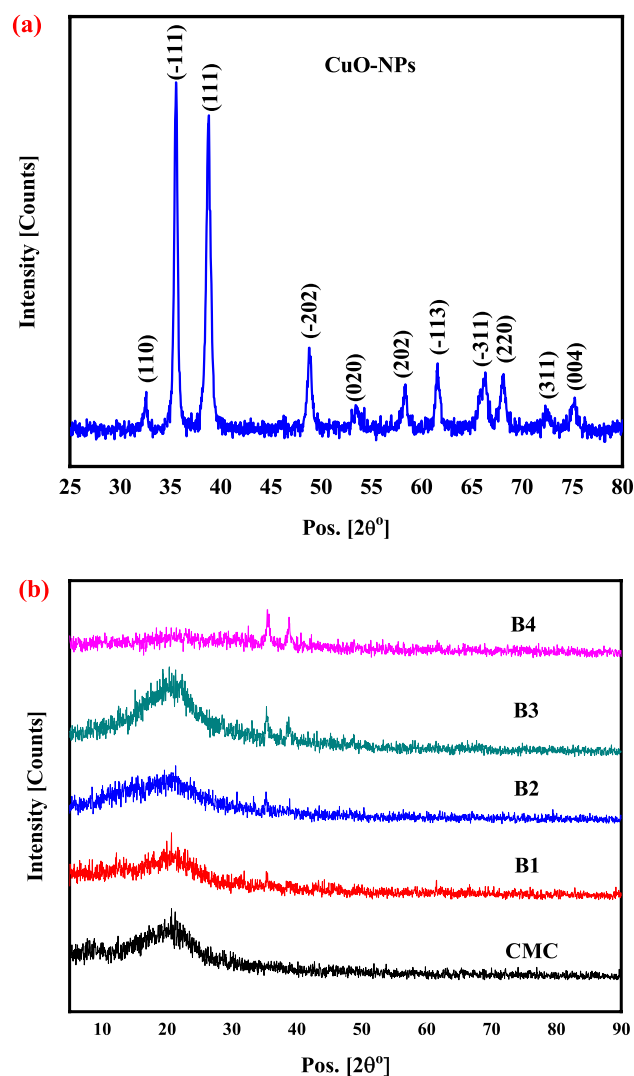 (a)
CuO-NPs
(110)
(-111)
(111)
(-202)
(020)
(202)
(-113)
(-311)
(220)
(311)
(004)
Intensity [Counts]
25 30 35 40 45 50 55 60 65 70 75 80
Pos. [2θ°]
(b)
B4
B3
B2
B1
CMC
Intensity [Counts]
10 20 30 40 50 60 70 80 90
Pos. [2θ°]